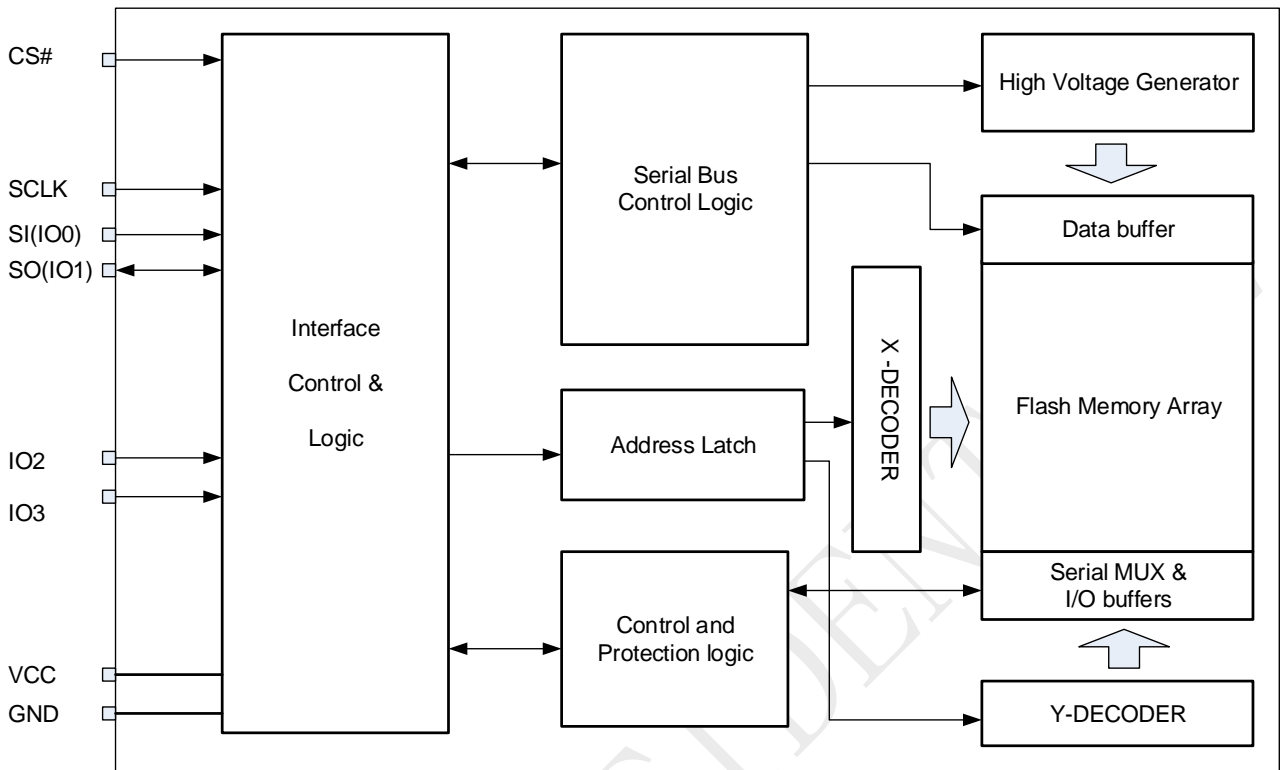 CS#
SCLK
SI(IO0)
SO(IO1)
IO2
IO3
VCC
GND
Interface
Control &
Logic
Serial Bus
Control Logic
Address Latch
Control and
Protection logic
X -DECODER
High Voltage Generator
Data buffer
Flash Memory Array
Serial MUX &
I/O buffers
Y-DECODER